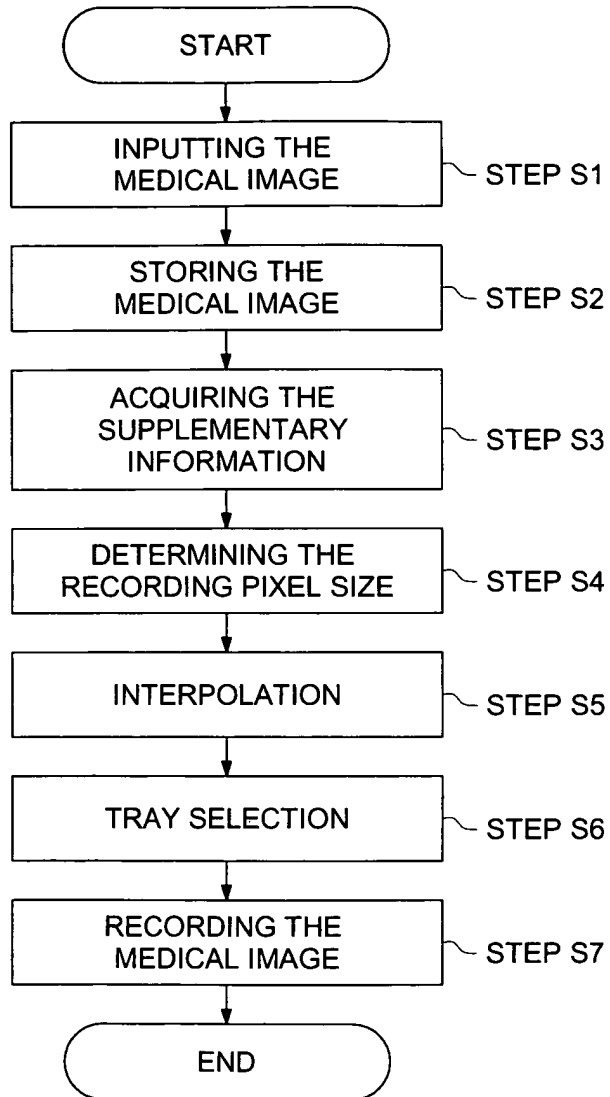 START
INPUTTING THE
MEDICAL IMAGE
STEP S1
STORING THE
MEDICAL IMAGE
STEP S2
ACQUIRING THE
SUPPLEMENTARY
INFORMATION
STEP S3
DETERMINING THE
RECORDING PIXEL SIZE
STEP S4
INTERPOLATION
STEP S5
TRAY SELECTION
STEP S6
RECORDING THE
MEDICAL IMAGE
STEP S7
END